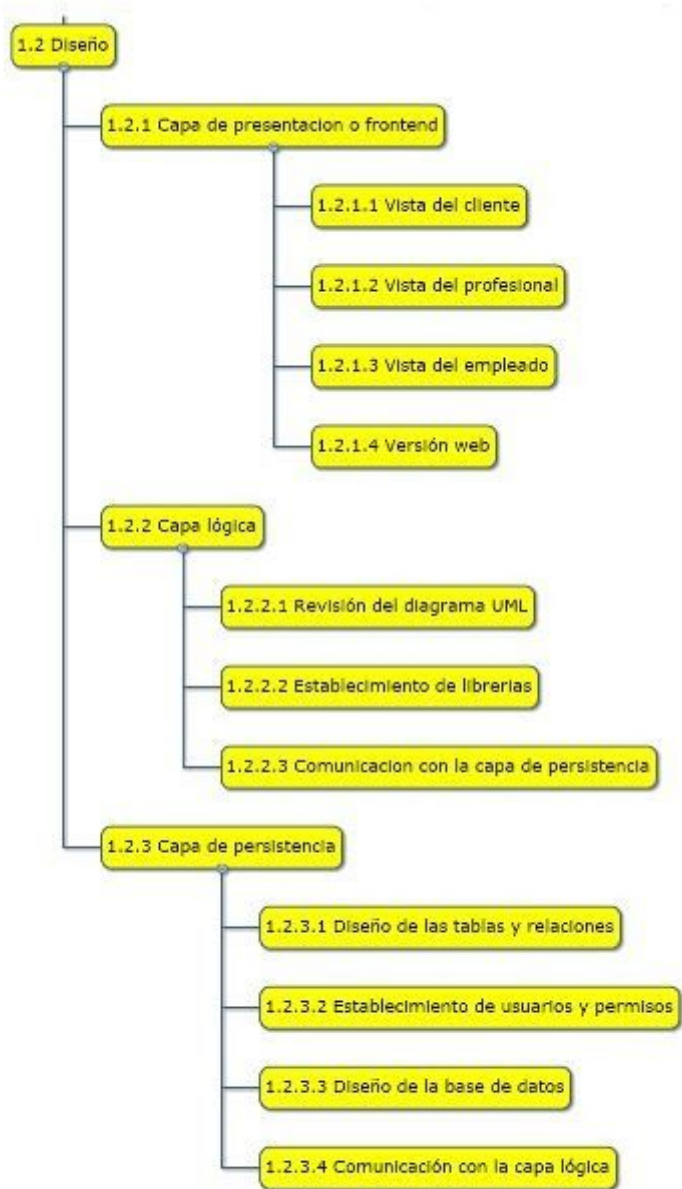 1.2 Diseño
1.2.1 Capa de presentacion o frontend
1.2.1.1 Vista del cliente
1.2.1.2 Vista del profesional
1.2.1.3 Vista del empleado
1.2.1.4 Versión web
1.2.2 Capa lógica
1.2.2.1 Revisión del diagrama UML
1.2.2.2 Establecimiento de librerias
1.2.2.3 Comunicacion con la capa de persistencia
1.2.3 Capa de persistencia
1.2.3.1 Diseño de las tablas y relaciones
1.2.3.2 Establecimiento de usuarios y permisos
1.2.3.3 Diseño de la base de datos
1.2.3.4 Comunicación con la capa lógica